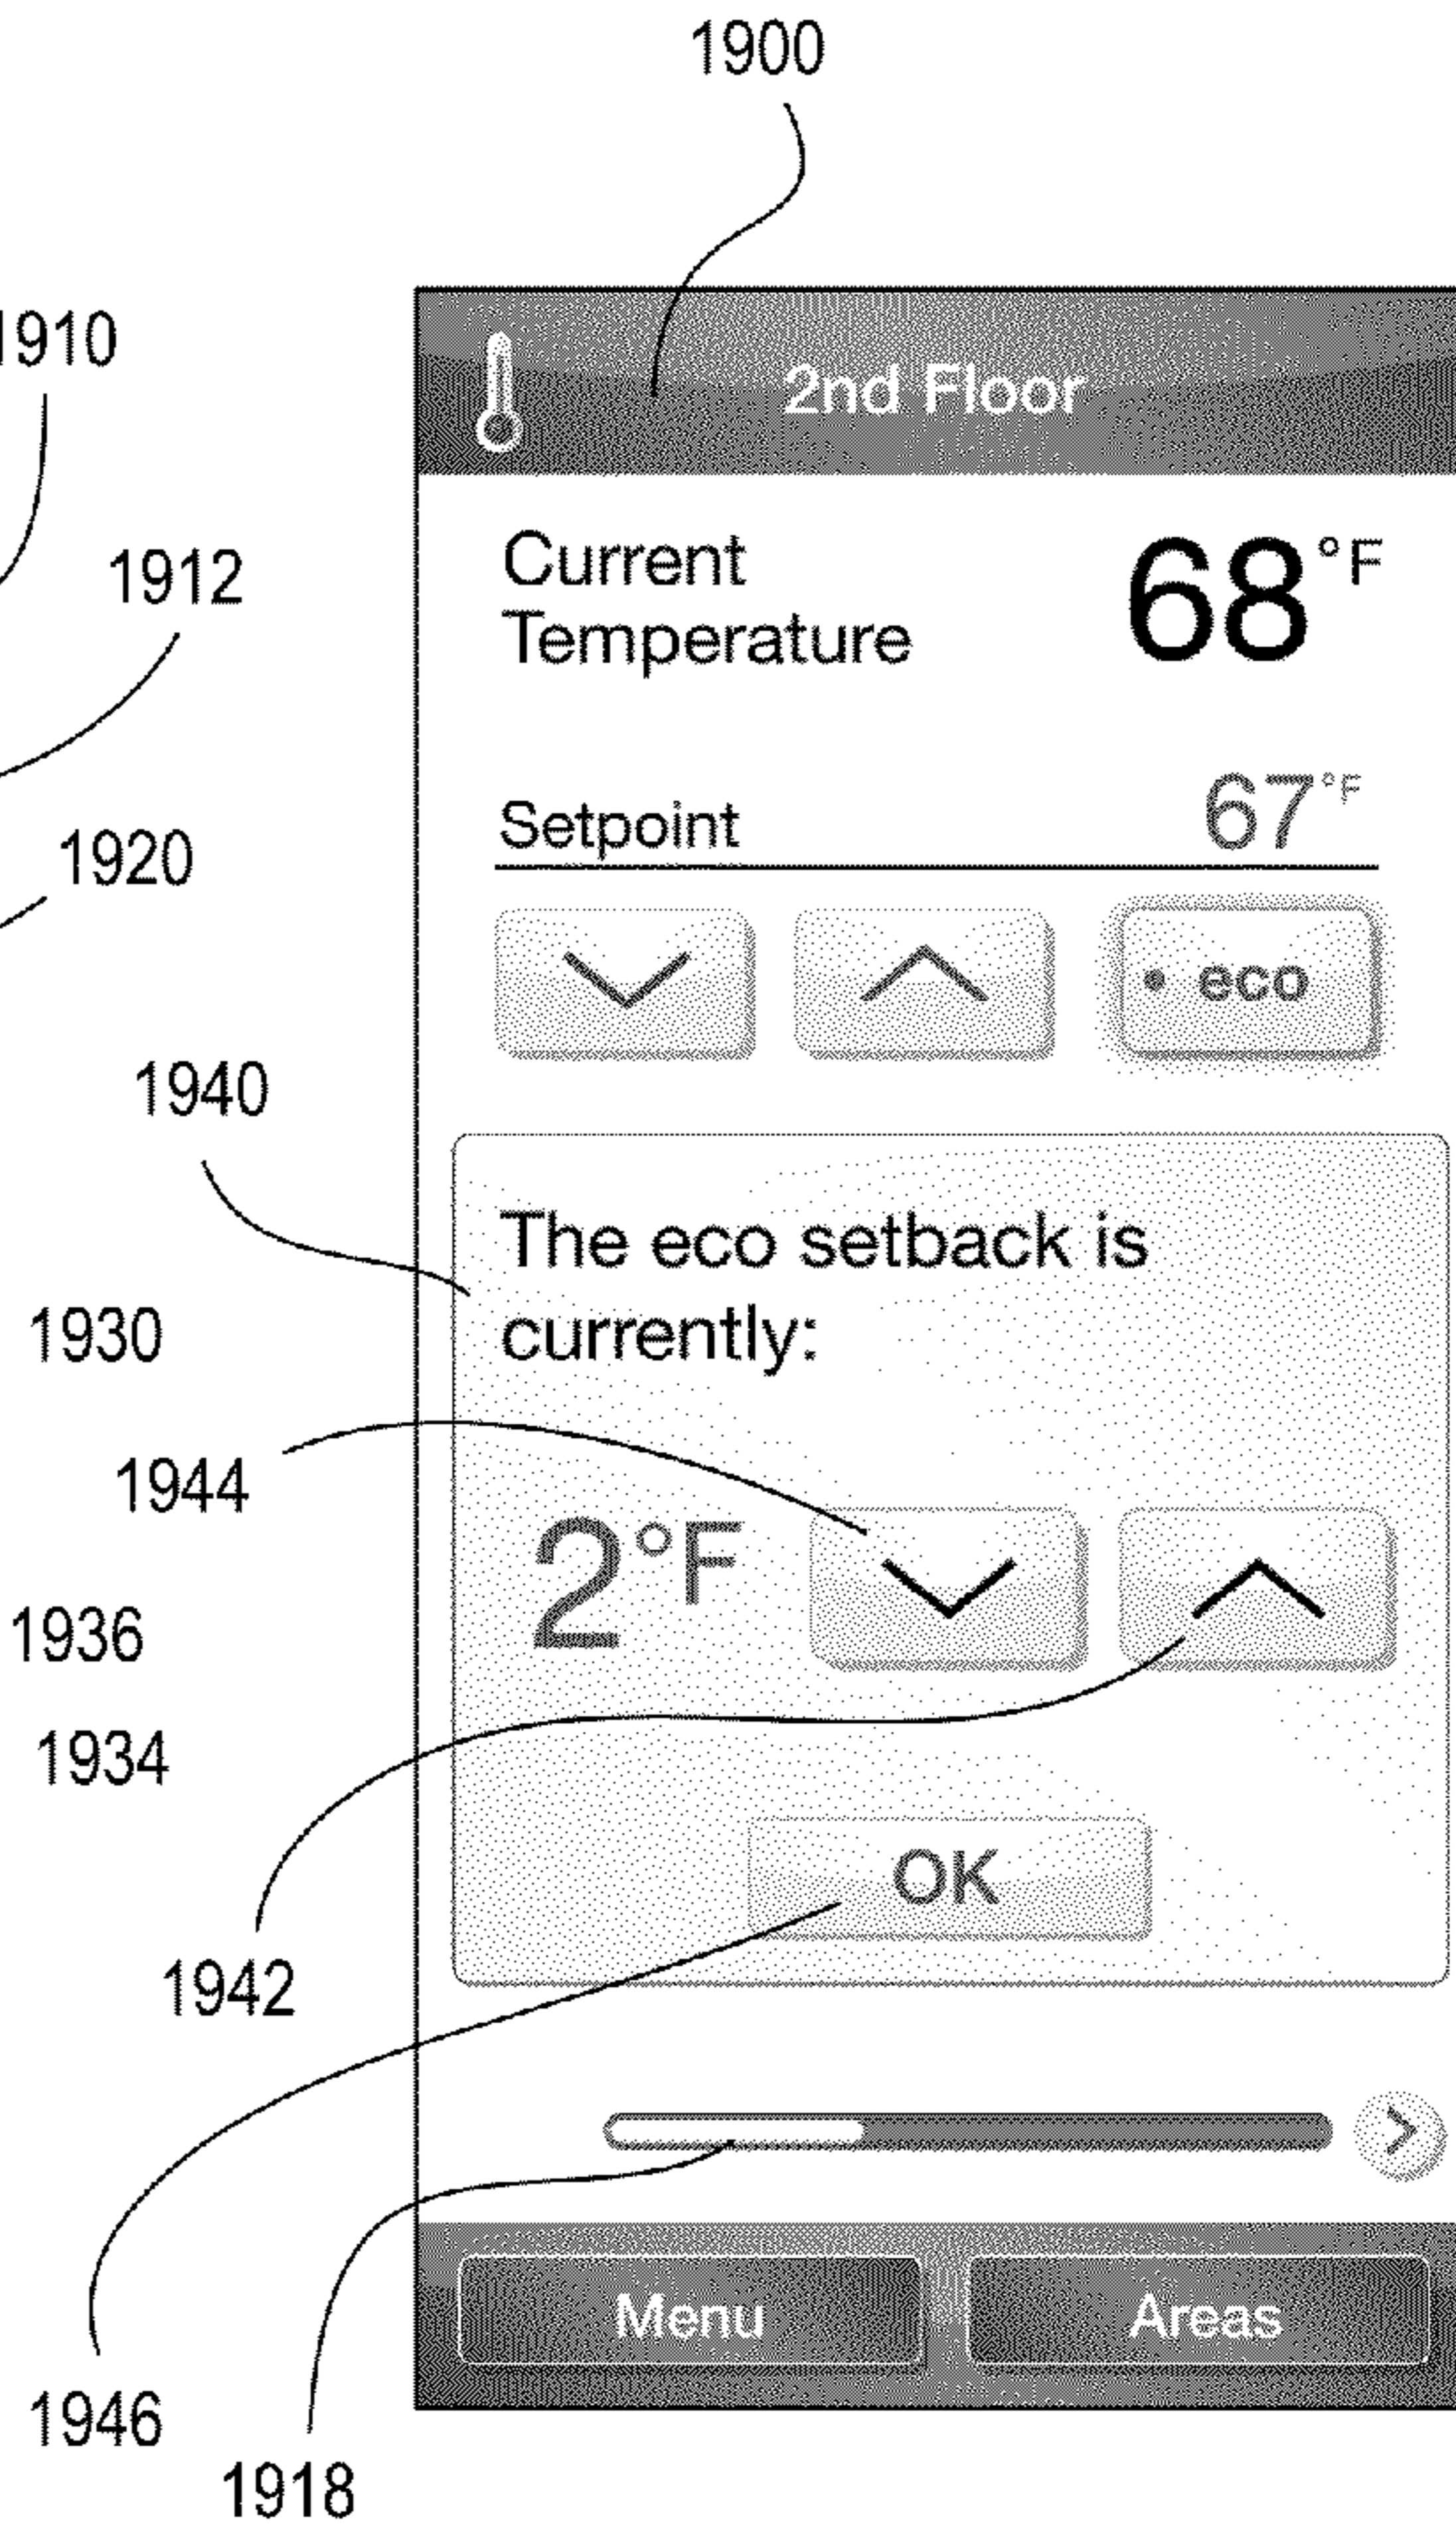 1900
1910
2nd Floor
1912
Current
Temperature
68°F
1920
Setpoint
67°F
eco
1940
The eco setback is
currently:
1930
1944
2°F
1936
1934
OK
1942
Menu
Areas
1946
1918